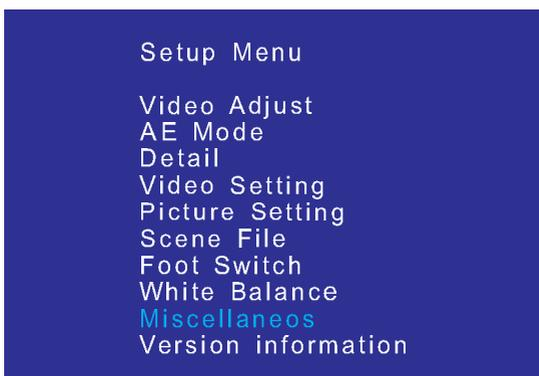 Setup Menu
Video Adjust
AE Mode
Detail
Video Setting
Picture Setting
Scene File
Foot Switch
White Balance
Miscellaneos
Version information